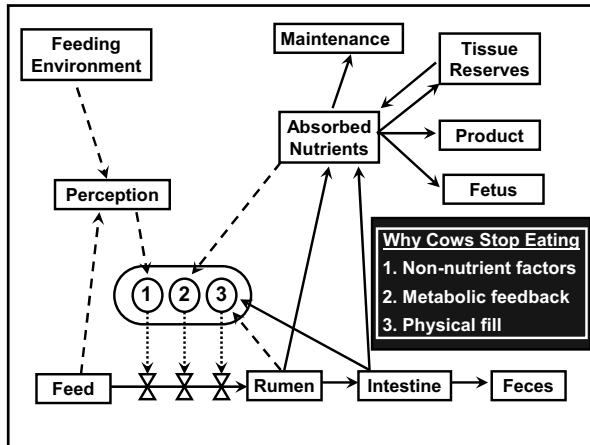 Feeding
Environment
Maintenance
Tissue
Reserves
Absorbed
Nutrients
Product
Perception
Fetus
Why Cows Stop Eating
1. Non-nutrient factors
2. Metabolic feedback
3. Physical fill
1 2 3
Feed
Rumen
Intestine
Feces